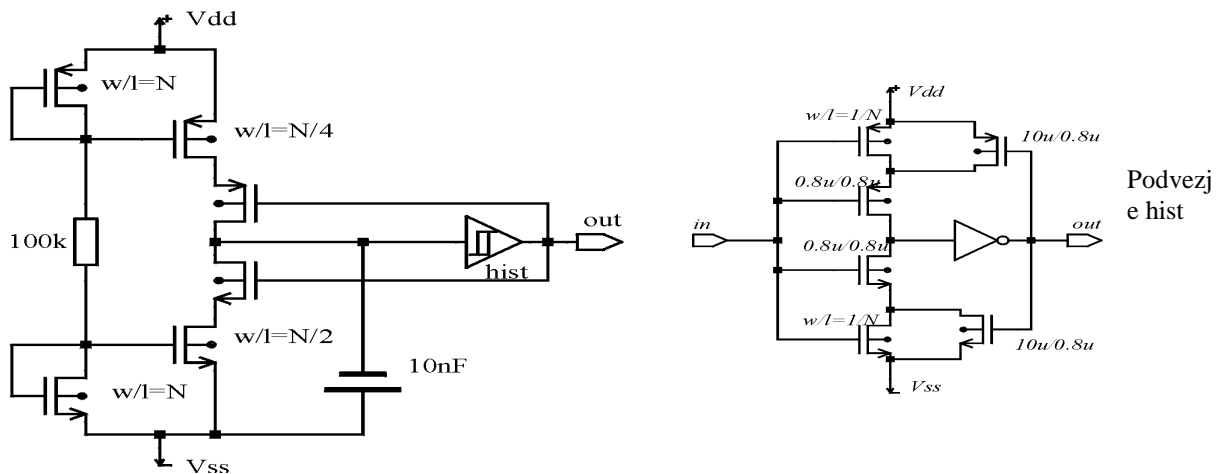 Vdd
w/l=N
w/l=N/4
100k
out
hist
w/l=N/2
10nF
w/l=N
Vss
Vdd
w/l=1/N
10u/0.8u
0.8u/0.8u
in
out
0.8u/0.8u
w/l=1/N
10u/0.8u
Vss
Podvezj
e hist